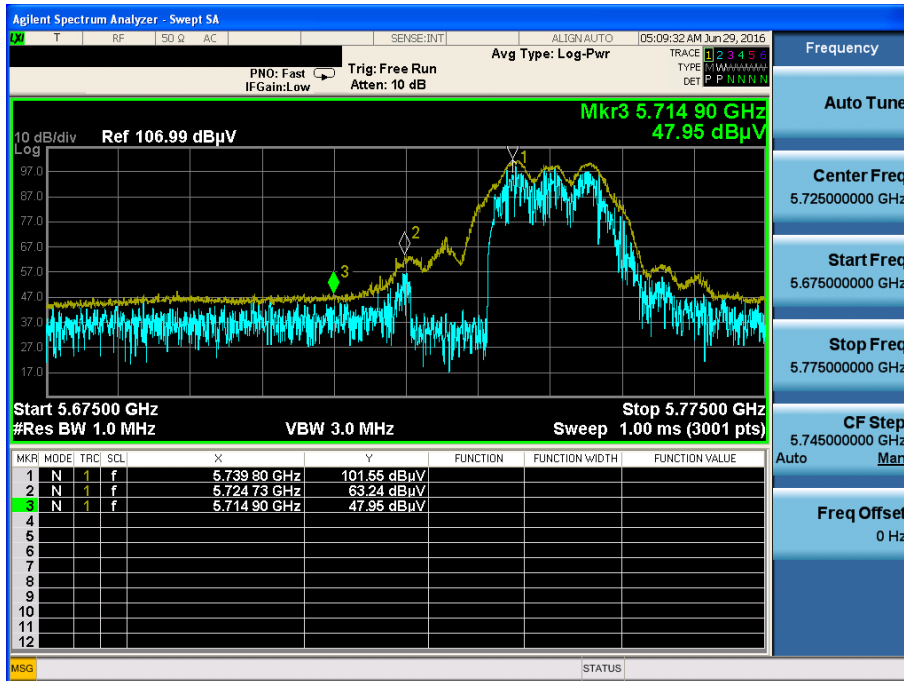 Agilent Spectrum Analyzer - Swept SA
LXI T RF 50 Ω AC SENSE:INT ALIGN AUTO 05:09:32 AM Jun 29, 2016
Frequency
PNO: Fast Trig: Free Run Avg Type: Log-Pwr TRACE 1 2 3 4 5 6
IFGain:Low Atten: 10 dB TYPE M W W W W W
DET P P N N N N
Auto Tune
Mkr3 5.714 90 GHz
47.95 dBµV
10 dB/div Ref 106.99 dBµV
Log
97.0
87.0
77.0
67.0
57.0
47.0
37.0
27.0
17.0
1
2
3
Center Freq
5.725000000 GHz
Start Freq
5.675000000 GHz
Stop Freq
5.775000000 GHz
Start 5.67500 GHz Stop 5.77500 GHz
#Res BW 1.0 MHz VBW 3.0 MHz Sweep 1.00 ms (3001 pts)
CF Step
5.745000000 GHz
Auto Man
MKR MODE TRC SCL X Y FUNCTION FUNCTION WIDTH FUNCTION VALUE
1 N 1 f 5.739 80 GHz 101.55 dBµV
2 N 1 f 5.724 73 GHz 63.24 dBµV
3 N 1 f 5.714 90 GHz 47.95 dBµV
4
5
6
7
8
9
10
11
12
Freq Offset
0 Hz
MSG STATUS